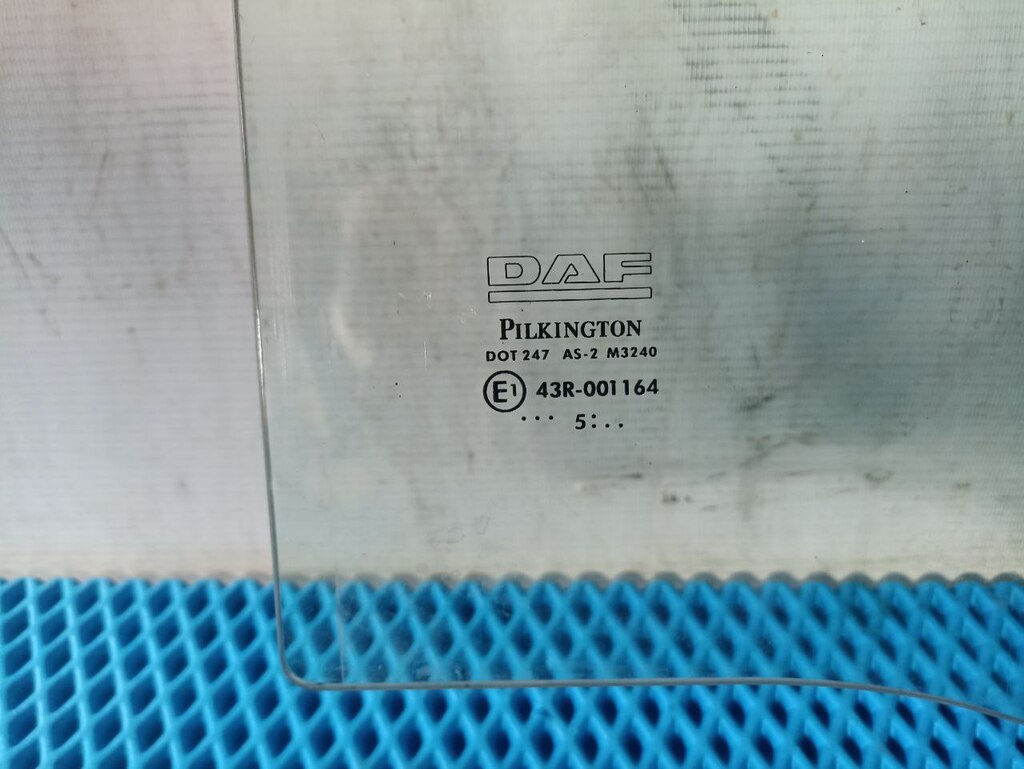 DAF
PILKINGTON
DOT 247 AS-2 M3240
E1 43R-001164
... 5:..